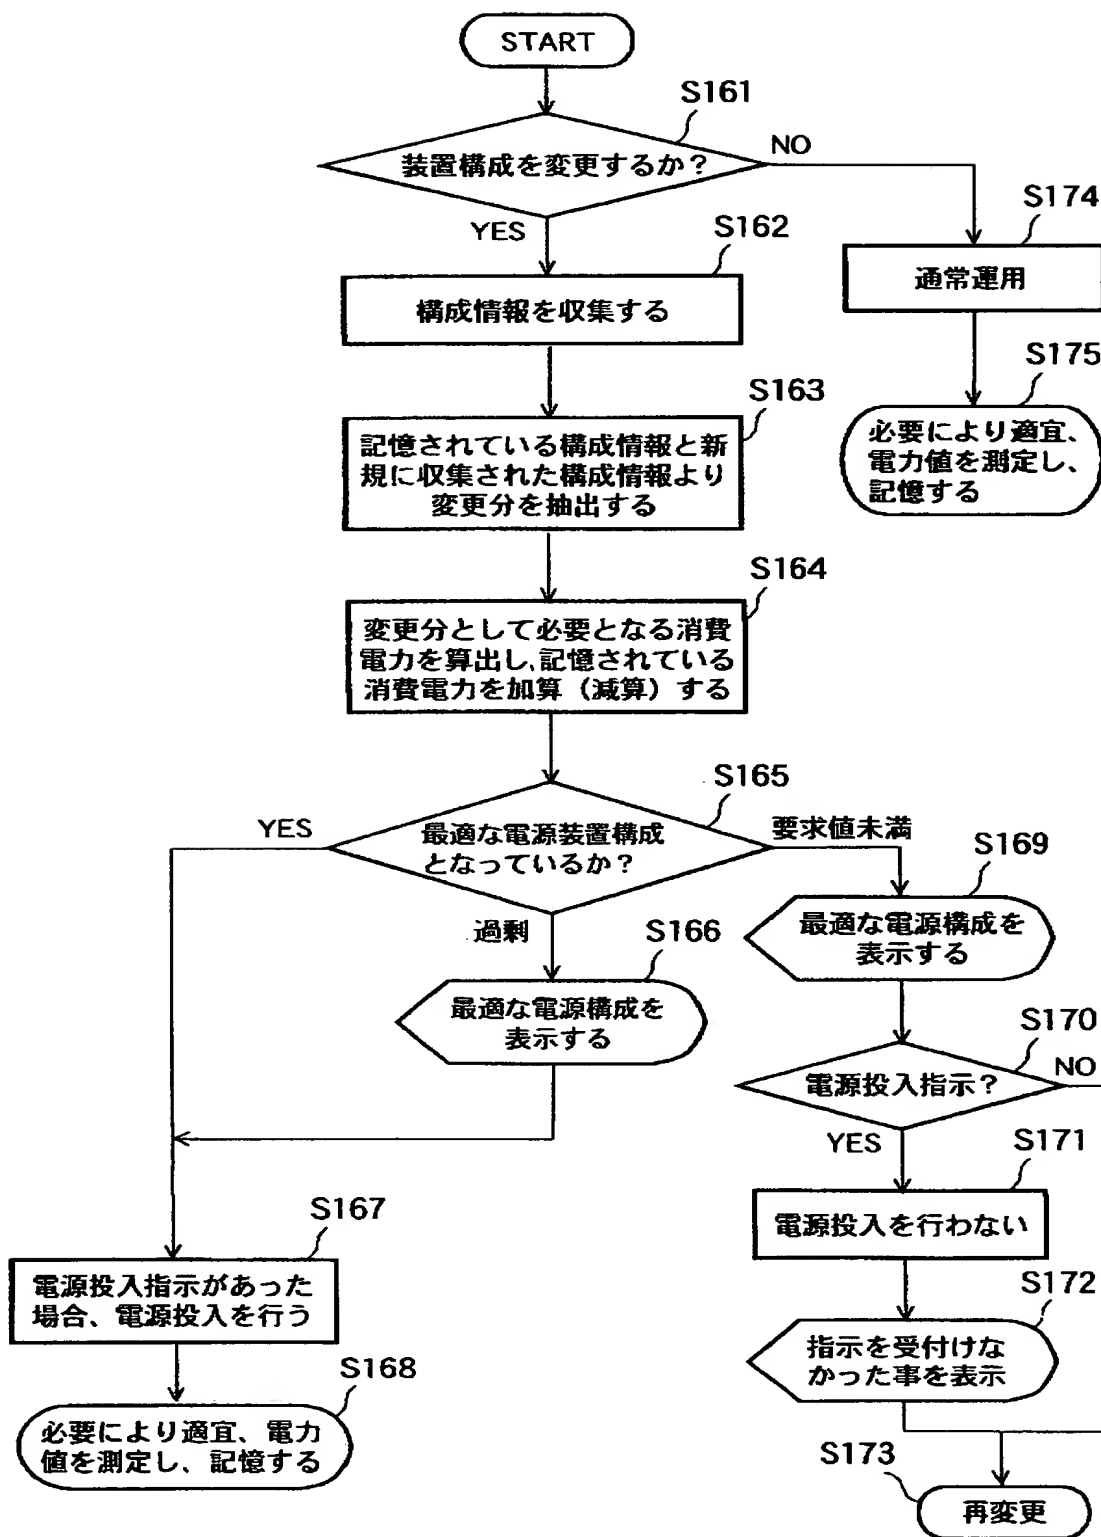 START
S161
装置構成を変更するか？
NO
YES
S162
構成情報を収集する
S174
通常運用
S175
必要により適宜、
電力値を測定し、
記憶する
S163
記憶されている構成情報と新
規に収集された構成情報より
変更分を抽出する
S164
変更分として必要となる消費
電力を算出し、記憶されている
消費電力を加算（減算）する
S165
YES
最適な電源装置構成
となっているか？
要求値未満
過剰
S166
最適な電源構成を
表示する
S169
最適な電源構成を
表示する
S170
電源投入指示？
NO
YES
S171
電源投入を行わない
S167
電源投入指示があった
場合、電源投入を行う
S172
指示を受付けな
かった事を表示
S168
必要により適宜、電力
値を測定し、記憶する
S173
再変更